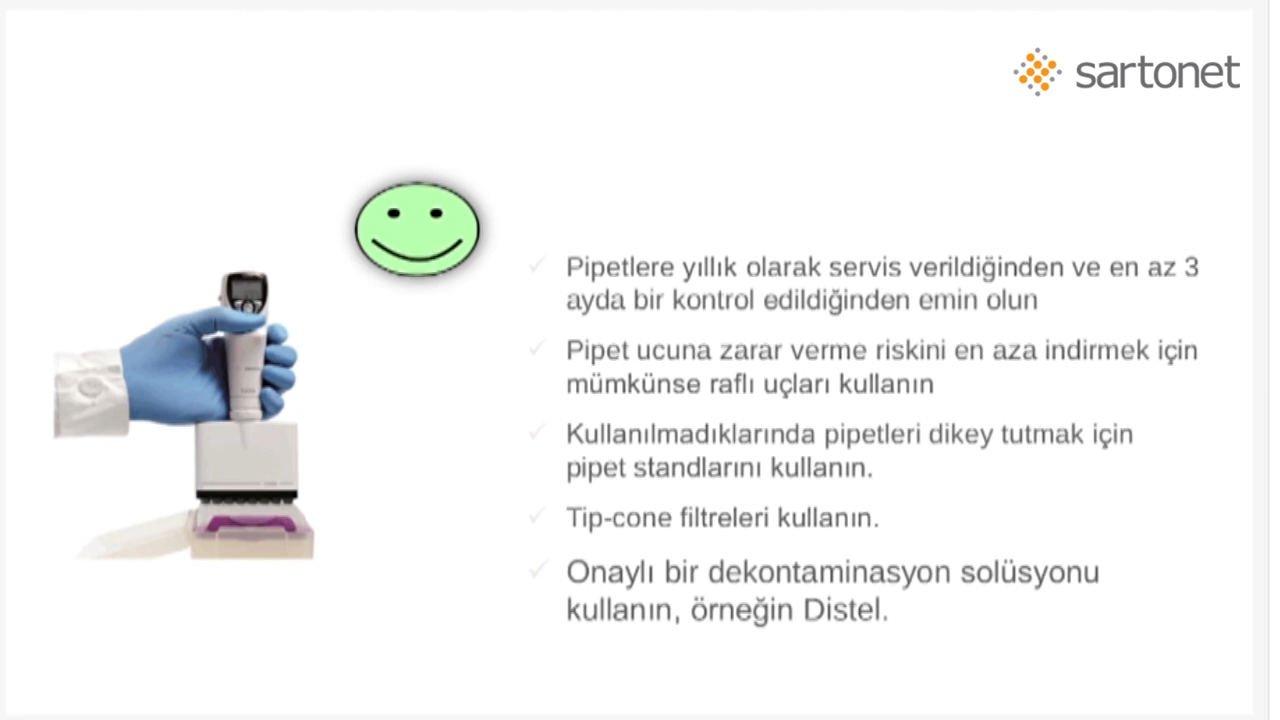 sartonet
Pipetlere yıllık olarak servis verildiğinden ve en az 3
ayda bir kontrol edildiğinden emin olun
Pipet ucuna zarar verme riskini en aza indirmek için
mümkünse raflı uçları kullanın
Kullanılmadıklarında pipetleri dikey tutmak için
pipet standlarını kullanın.
Tip-cone filtreleri kullanın.
Onaylı bir dekontaminasyon solüsyonu
kullanın, örneğin Distel.